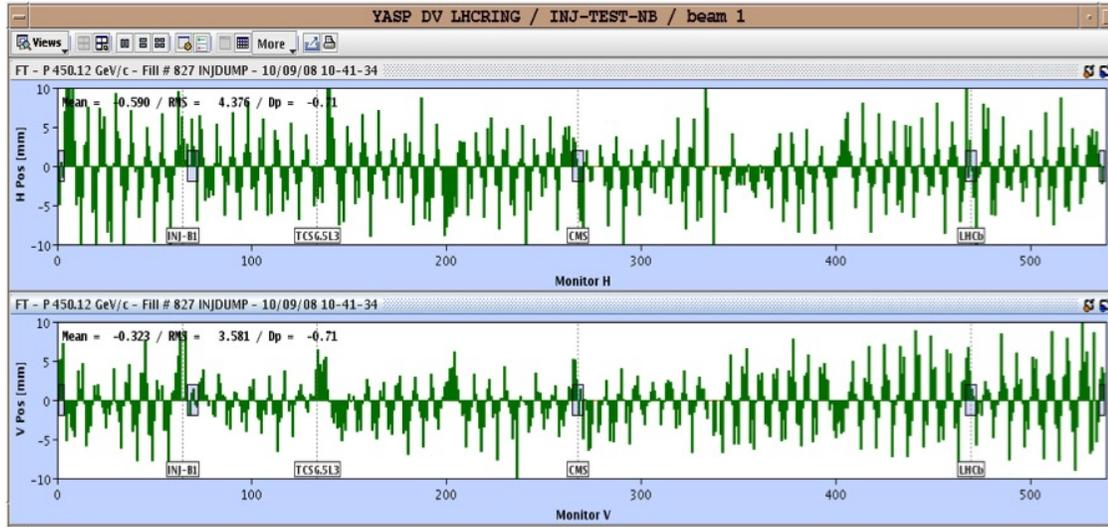 YASP DV LHCRING / INJ-TEST-NB / beam 1
Views More
FT - P 450.12 GeV/c - Fill # 827 INJDUMP - 10/09/08 10-41-34
Mean = -0.590 / RMS = 4.376 / Dp = -0.71
H Pos [mm]
10
5
0
-5
-10
INJ-B1 TCSG.5L3 CMS LHCb
0 100 200 300 400 500
Monitor H
FT - P 450.12 GeV/c - Fill # 827 INJDUMP - 10/09/08 10-41-34
Mean = -0.323 / RMS = 3.581 / Dp = -0.71
V Pos [mm]
10
5
0
-5
-10
INJ-B1 TCSG.5L3 CMS LHCb
0 100 200 300 400 500
Monitor V